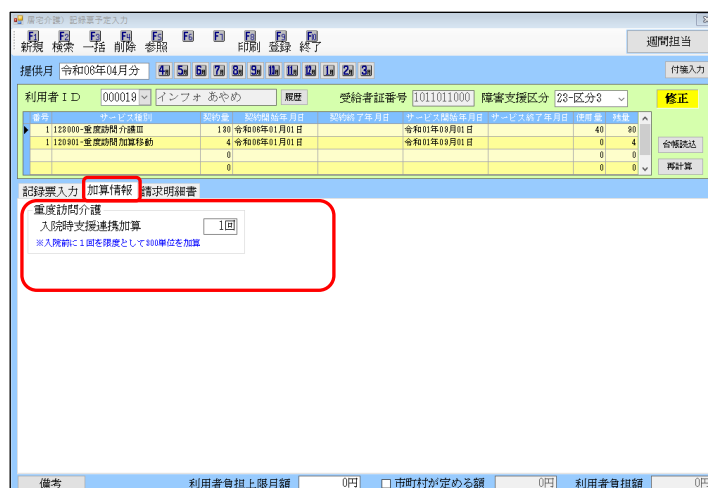 居宅介護）記録票予定入力
F1 F2 F3 F4 F5 F6 F7 F8 F9 F10
新規 検索 一括 削除 参照 印刷 登録 終了
週間担当
提供月 令和06年04月分 4月 5月 6月 7月 8月 9月 10月 11月 12月 1月 2月 3月 付箋入力
利用者ＩＤ 000019 インフォ あやめ 履歴 受給者証番号 1011011000 障害支援区分 23-区分3 修正
番号 サービス種別 契約量 契約開始年月日 契約終了年月日 サービス開始年月日 サービス終了年月日 使用量 残量
1 123000-重度訪問介護Ⅲ 130 令和06年01月01日 令和01年09月01日 40 90
1 120901-重度訪問加算移動 4 令和06年01月01日 令和01年09月01日 0 4
0 0
0 0
台帳読込
再計算
記録票入力 加算情報 請求明細書
重度訪問介護
入院時支援連携加算 1回
※入院前に１回を限度として300単位を加算
備考 利用者負担上限月額 0円 市町村が定める額 0円 利用者負担額 0円